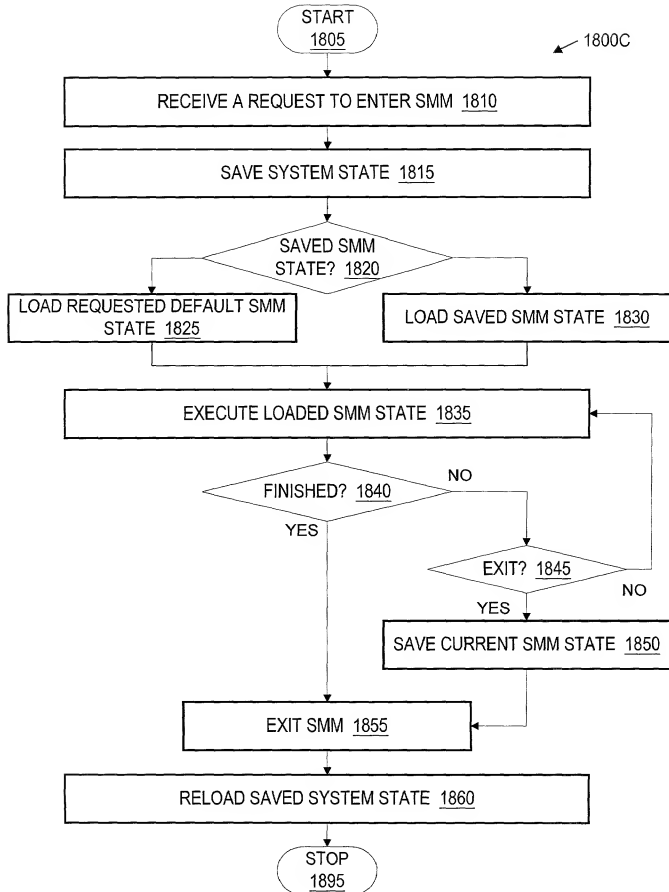 START
1805
1800C
RECEIVE A REQUEST TO ENTER SMM 1810
SAVE SYSTEM STATE 1815
SAVED SMM
STATE? 1820
LOAD REQUESTED DEFAULT SMM
STATE 1825
LOAD SAVED SMM STATE 1830
EXECUTE LOADED SMM STATE 1835
FINISHED? 1840
NO
YES
EXIT? 1845
NO
YES
SAVE CURRENT SMM STATE 1850
EXIT SMM 1855
RELOAD SAVED SYSTEM STATE 1860
STOP
1895